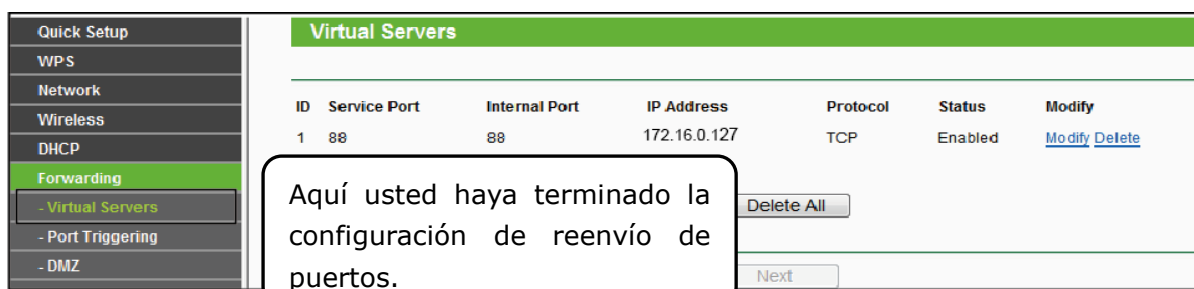 Quick Setup
WPS
Network
Wireless
DHCP
Forwarding
- Virtual Servers
- Port Triggering
- DMZ
Virtual Servers
ID Service Port Internal Port IP Address Protocol Status Modify
1 88 88 172.16.0.127 TCP Enabled Modify Delete
Delete All
Next
Aquí usted haya terminado la
configuración de reenvío de
puertos.